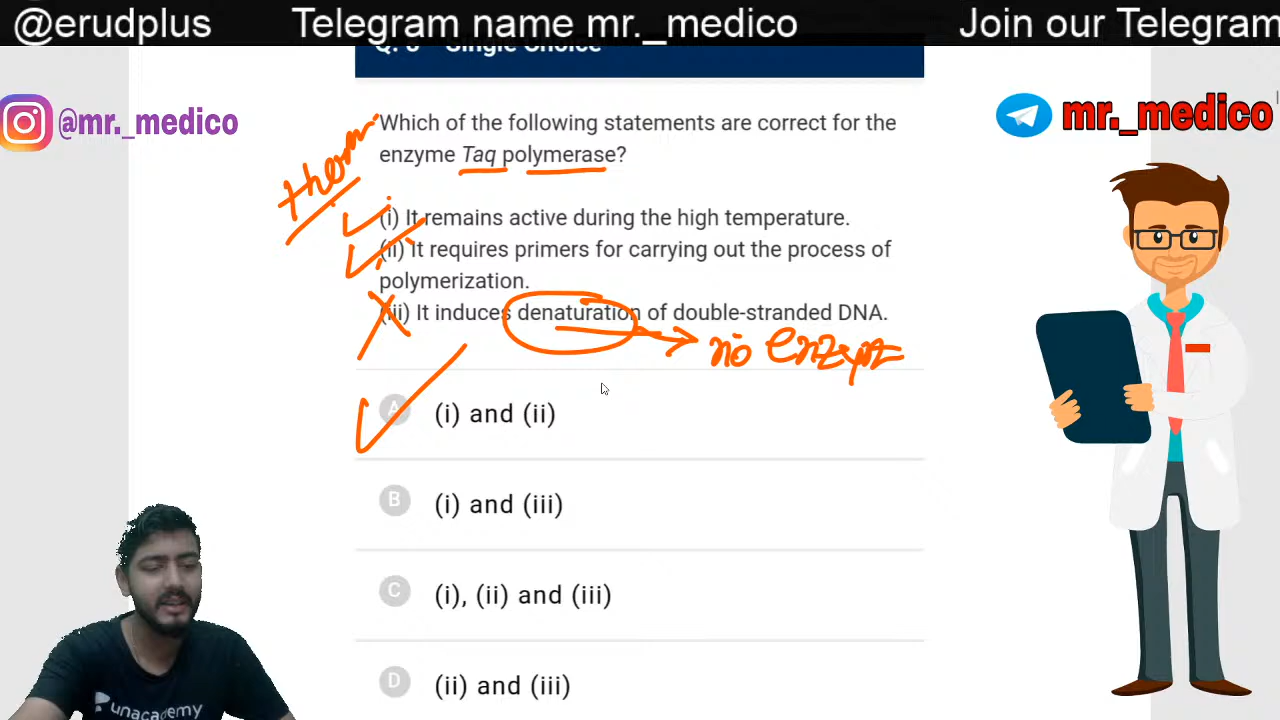 @erudplus Telegram name mr._medico Join our Telegram
Single Choice
@mr._medico
mr._medico
Which of the following statements are correct for the
enzyme Taq polymerase?
therm
(i) It remains active during the high temperature.
(ii) It requires primers for carrying out the process of
polymerization.
(iii) It induces denaturation of double-stranded DNA.
no
A (i) and (ii)
B (i) and (iii)
C (i), (ii) and (iii)
D (ii) and (iii)
unacademy